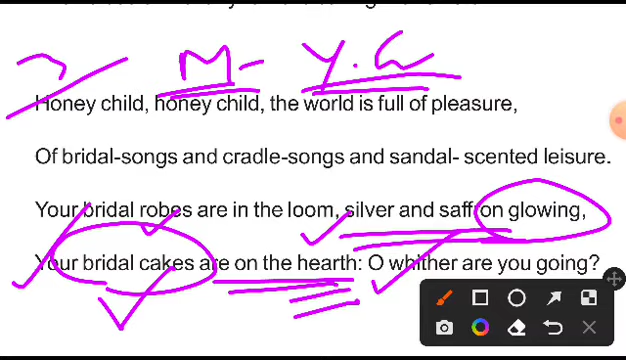 M - Y. G
Honey child, honey child, the world is full of pleasure,
Of bridal-songs and cradle-songs and sandal- scented leisure.
Your bridal robes are in the loom, silver and saffron glowing,
Your bridal cakes are on the hearth: O whither are you going?